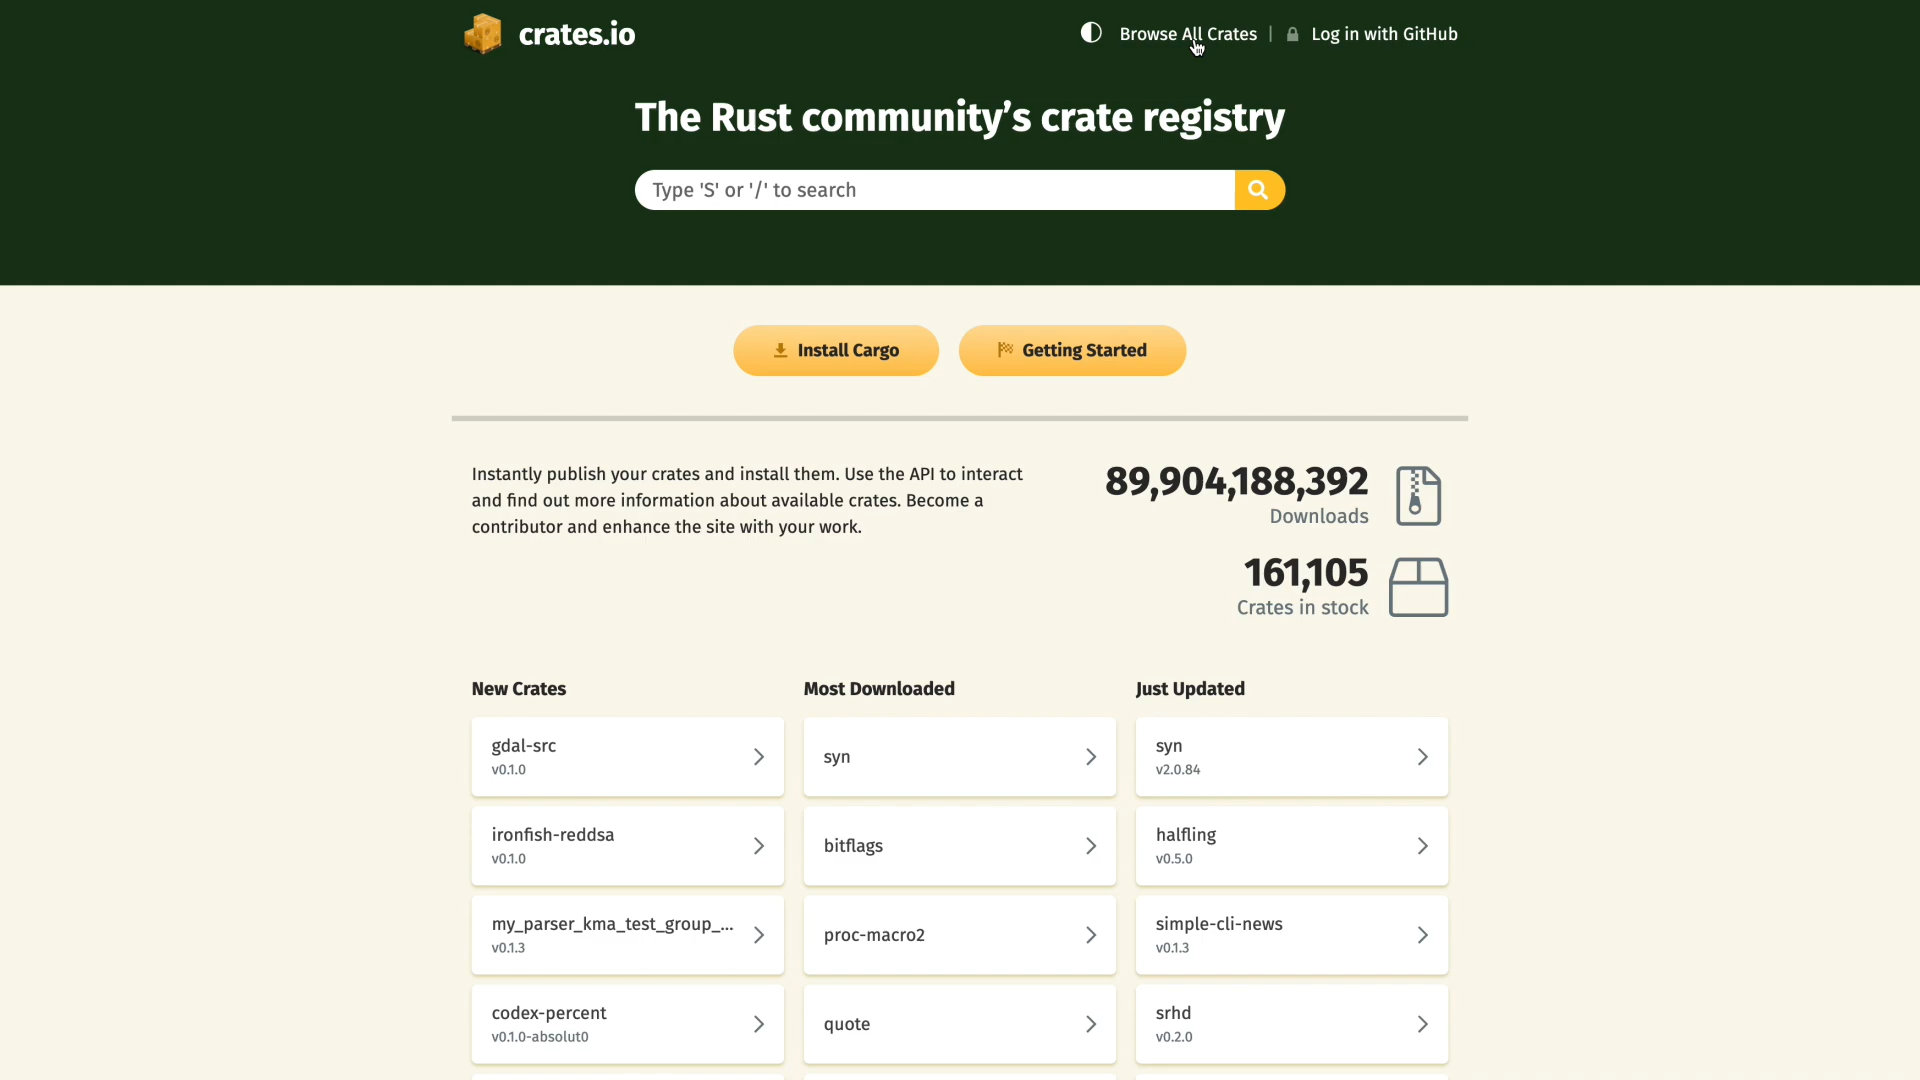 crates.io
Browse All Crates | Log in with GitHub
The Rust community’s crate registry
Type 'S' or '/' to search
Install Cargo
Getting Started
Instantly publish your crates and install them. Use the API to interact
and find out more information about available crates. Become a
contributor and enhance the site with your work.
89,904,188,392
Downloads
161,105
Crates in stock
New Crates
gdal-src
v0.1.0
ironfish-reddsa
v0.1.0
my_parser_kma_test_group_...
v0.1.3
codex-percent
v0.1.0-absolut0
Most Downloaded
syn
bitflags
proc-macro2
quote
Just Updated
syn
v2.0.84
halfling
v0.5.0
simple-cli-news
v0.1.3
srhd
v0.2.0